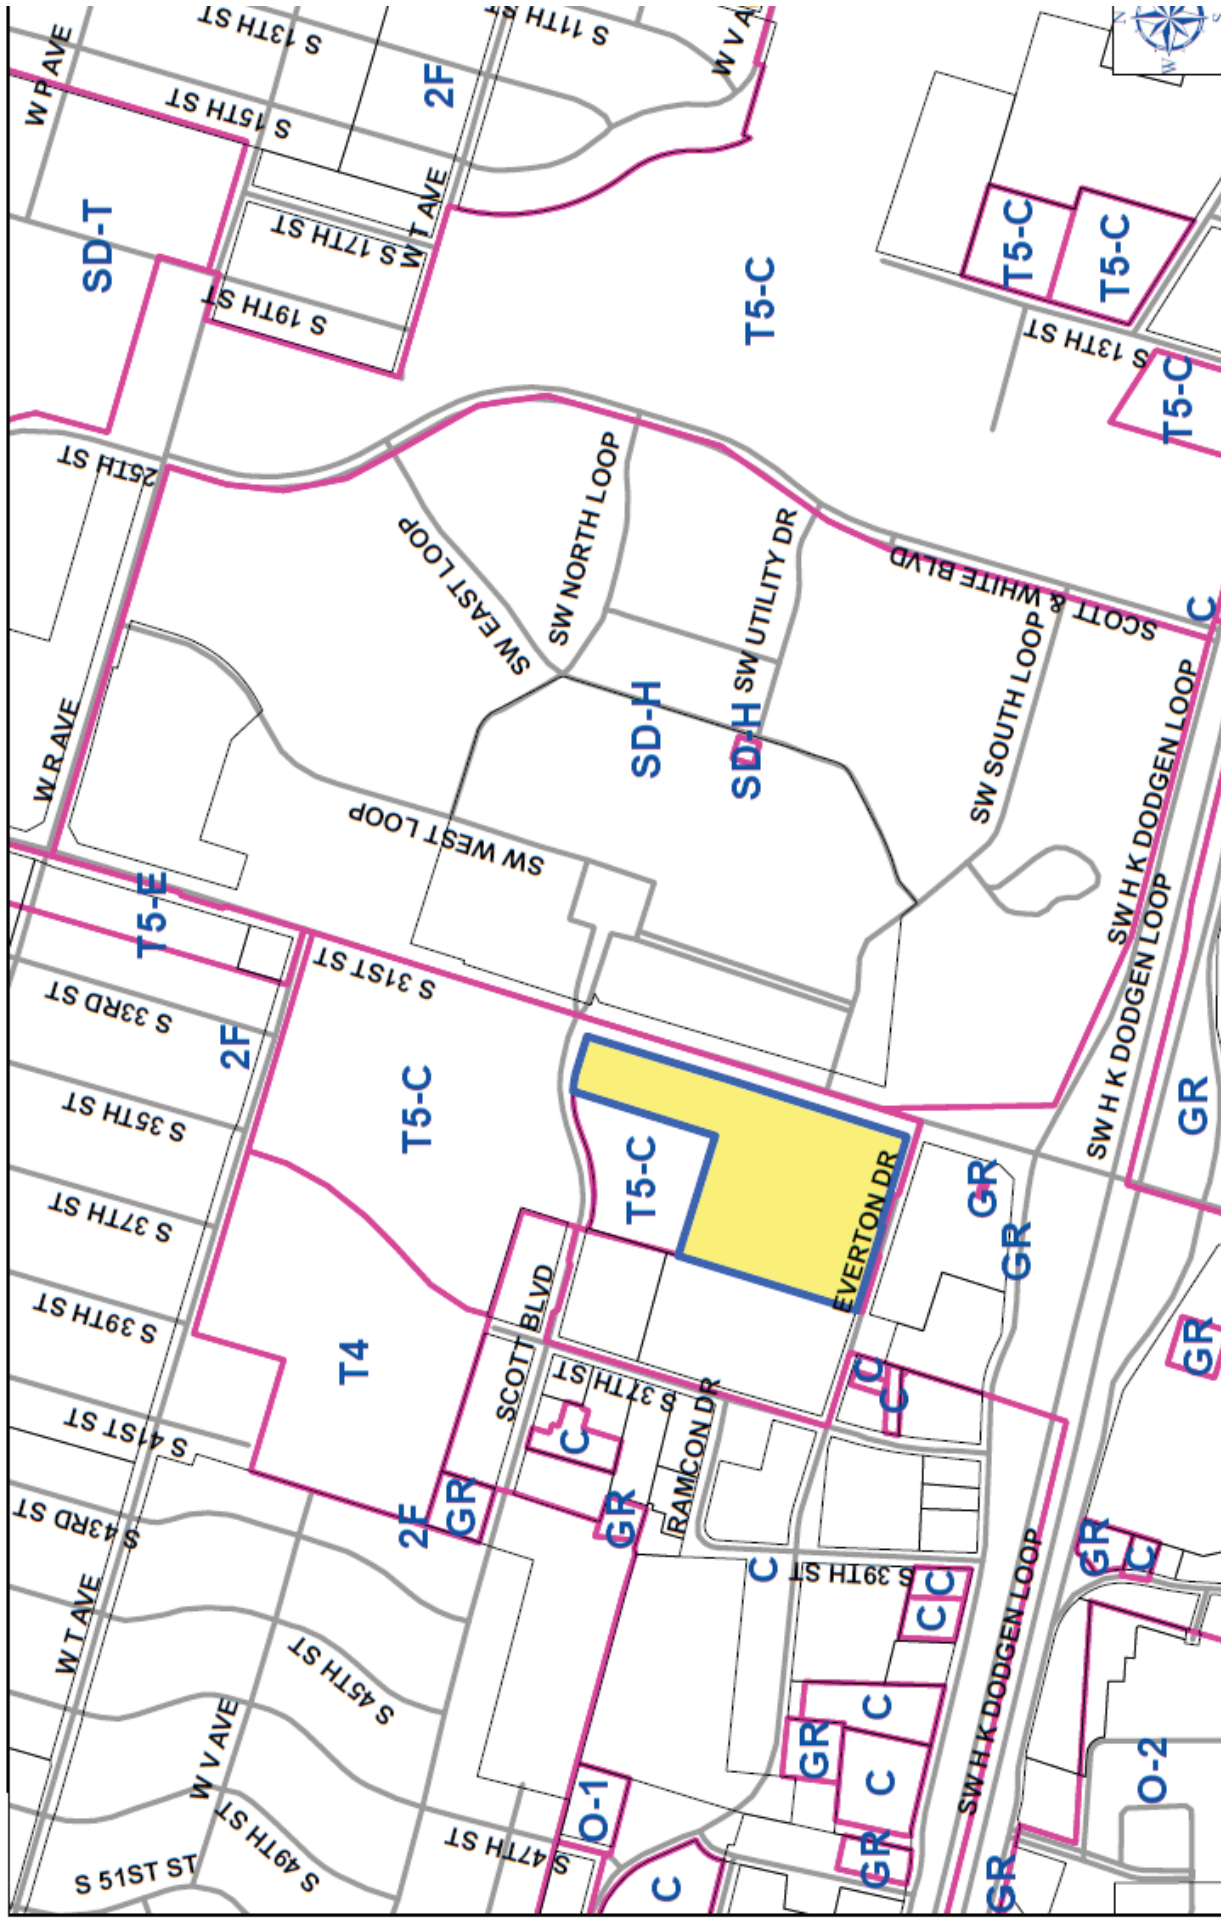 S 13TH ST
S 11TH ST
W V A
N
S
W
W P AVE
S 15TH ST
2F
SD-T
W T AVE
S 17TH ST
S 19TH ST
T5-C
T5-C
T5-C
S 13TH ST
T5-C
25TH ST
SW EAST LOOP
SW NORTH LOOP
SW UTILITY DR
SCOTT & WHITE BLVD
C
W R AVE
SD-H
SD-H
SW SOUTH LOOP
SW H K DODGEN LOOP
SW WEST LOOP
T5-E
SW H K DODGEN LOOP
S 31ST ST
S 33RD ST
2F
T5-C
GR
S 35TH ST
T5-C
EVERTON DR
GR
S 37TH ST
GR
S 39TH ST
T4
SCOTT BLVD
GR
S 37TH ST
C
C
S 41ST ST
C
RAMCON DR
2F
GR
GR
S 43RD ST
C
S 39TH ST
C
C
GR
C
SW H K DODGEN LOOP
W T AVE
S 45TH ST
W V AVE
C
GR
C
O-2
S 49TH ST
O-1
S 47TH ST
S 51ST ST
C
GR
GR